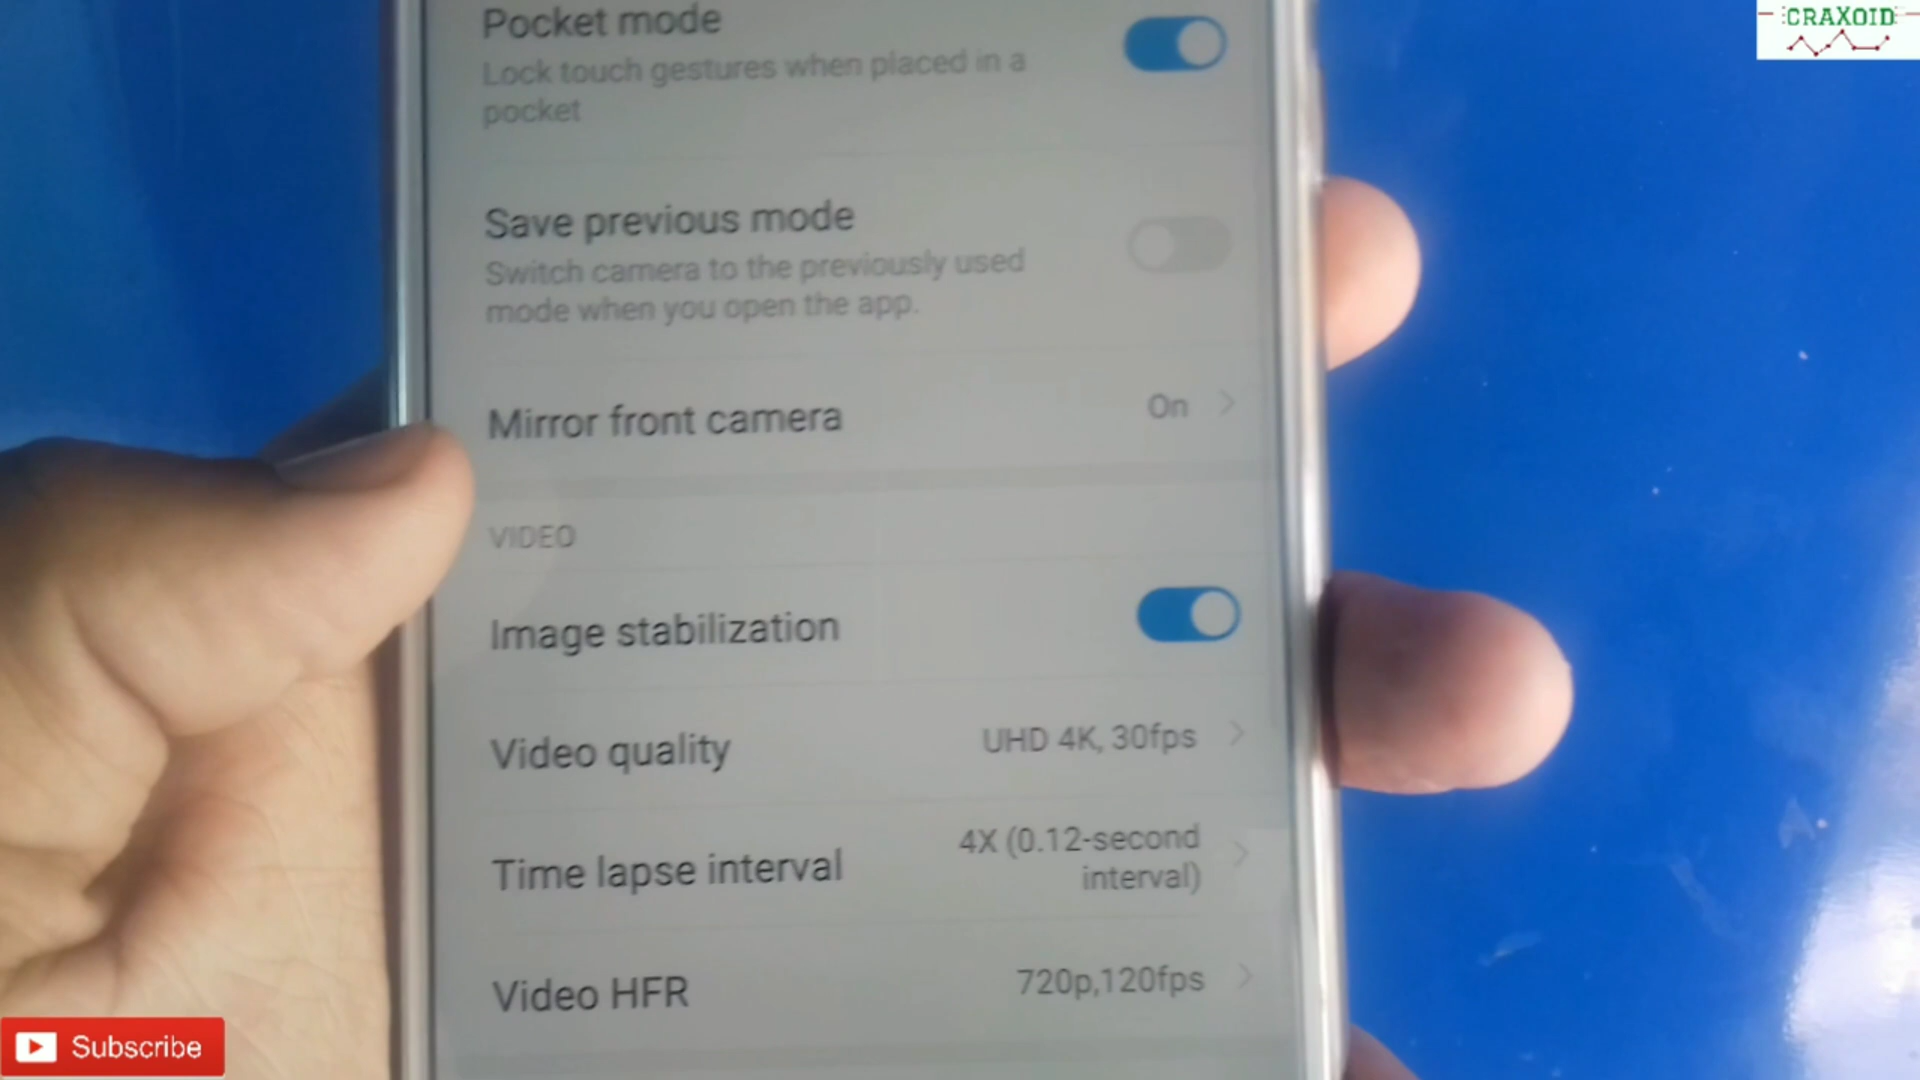 CRAXOID
Pocket mode
Lock touch gestures when placed in a
pocket
Save previous mode
Switch camera to the previously used
mode when you open the app.
Mirror front camera
On
VIDEO
Image stabilization
Video quality
UHD 4K, 30fps
Time lapse interval
4X (0.12-second
interval)
Video HFR
720p,120fps
Subscribe